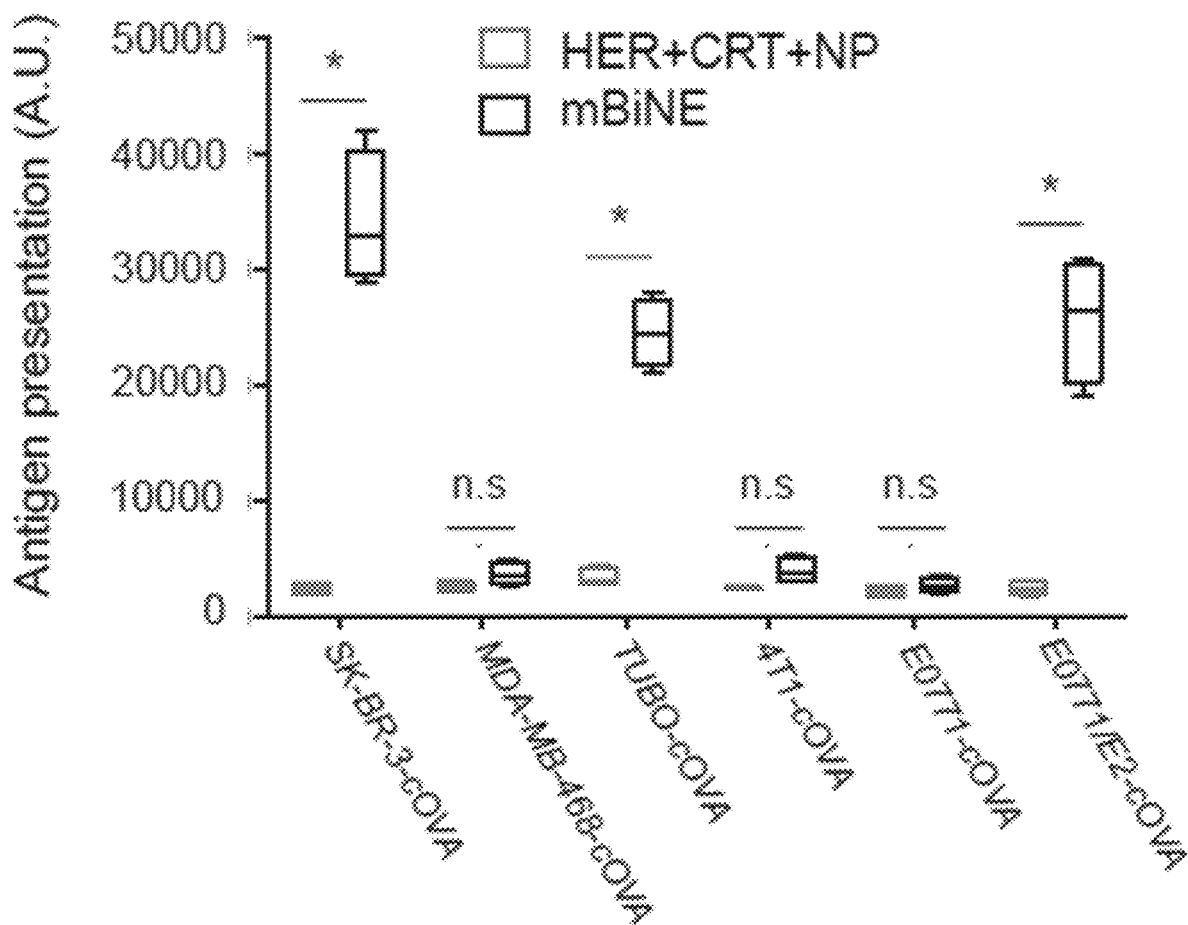 Antigen presentation (A.U.)
50000
40000
30000
20000
10000
0
HER+CRT+NP
mBiNE
*
*
*
n.s
n.s
n.s
SK-BR-3-cOVA
MDA-MB-468-cOVA
TUBO-cOVA
4T1-cOVA
E0771-cOVA
E0771/E2-cOVA